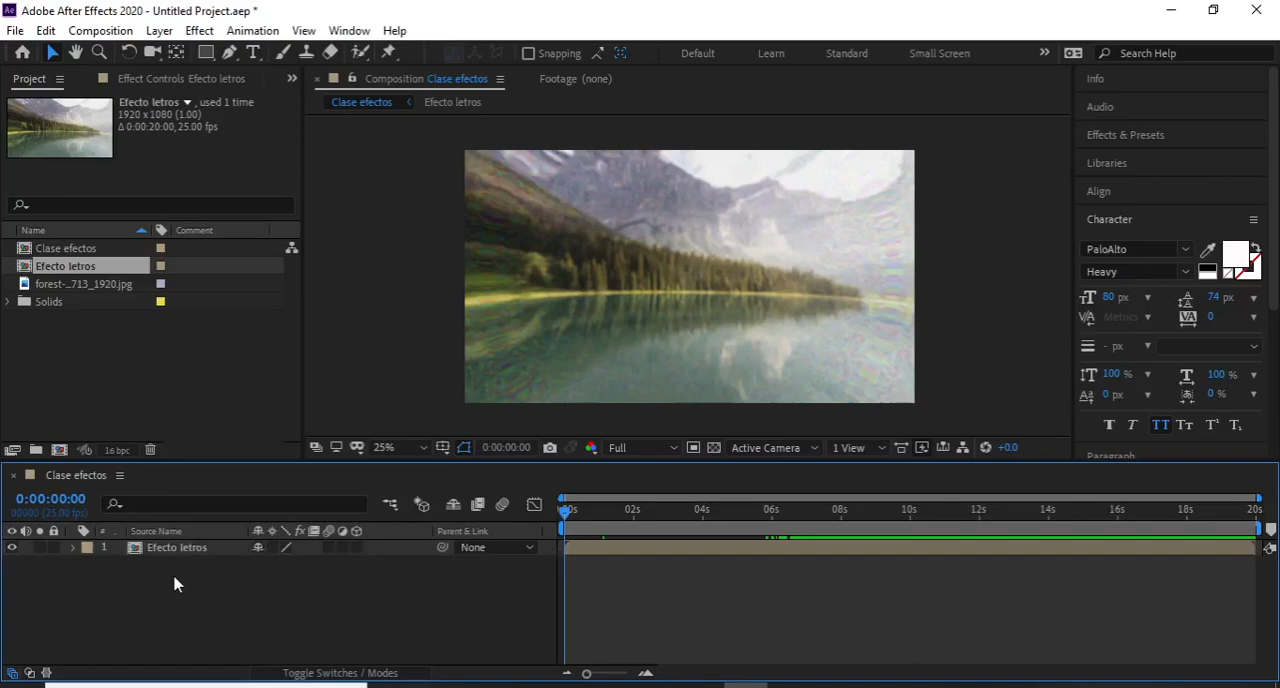 Adobe After Effects 2020 - Untitled Project.aep *
File Edit Composition Layer Effect Animation View Window Help
Snapping Default Learn Standard Small Screen Search Help
Project Effect Controls Efecto letros
Composition Clase efectos Footage (none)
Clase efectos Efecto letros
Efecto letros , used 1 time
1920 x 1080 (1.00)
Δ 0:00:20:00, 25.00 fps
Name Comment
Clase efectos
Efecto letros
forest-...713_1920.jpg
Solids
16 bpc
25% 0:00:00:00 Full Active Camera 1 View +0.0
Info
Audio
Effects & Presets
Libraries
Align
Character
PaloAlto
Heavy
80 px 74 px
Metrics 0
- px
100 % 100 %
0 px 0 %
Paragraph
Clase efectos
0:00:00:00
00000 (25.00 fps)
# Source Name Parent & Link
1 Efecto letros None
:00s 02s 04s 06s 08s 10s 12s 14s 16s 18s 20s
Toggle Switches / Modes